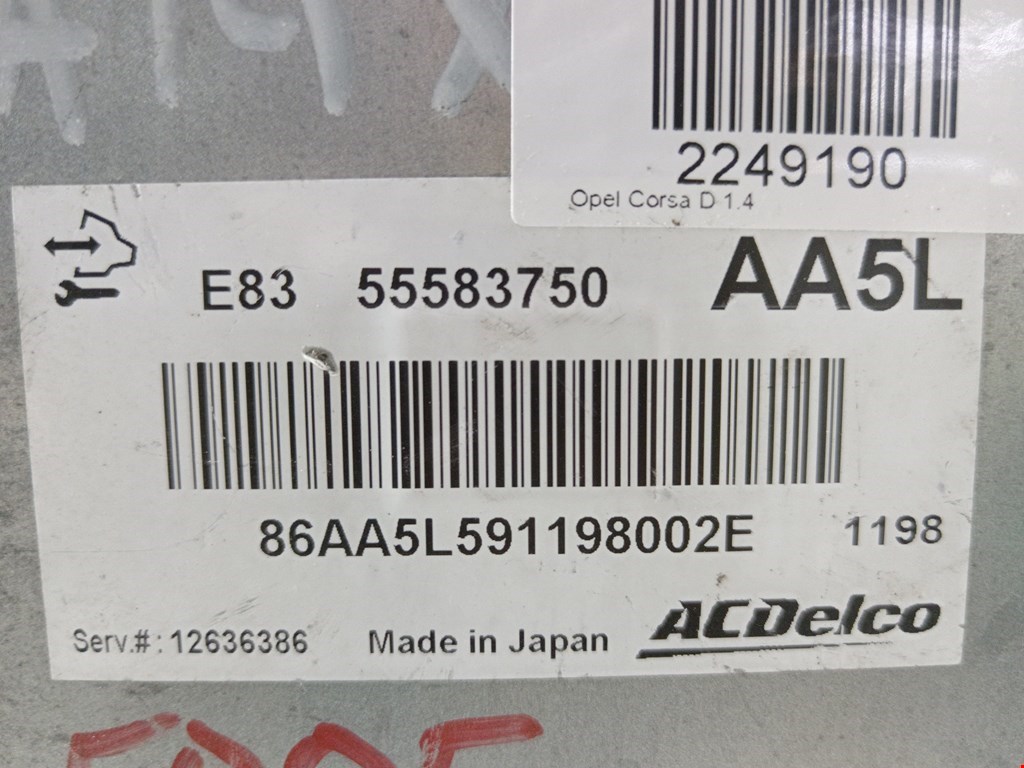 2249190
Opel Corsa D 1.4
E83 55583750 AA5L
86AA5L591198002E 1198
Serv.#: 12636386 Made in Japan ACDelco